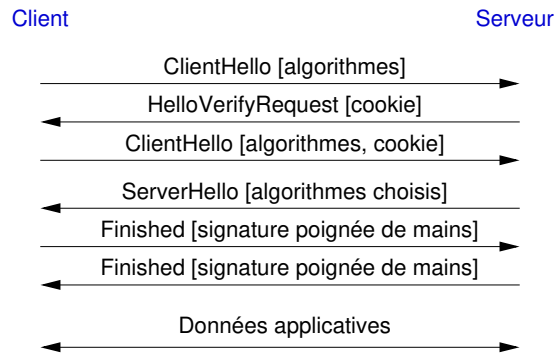 Client
Serveur
ClientHello [algorithmes]
HelloVerifyRequest [cookie]
ClientHello [algorithmes, cookie]
ServerHello [algorithmes choisis]
Finished [signature poignée de mains]
Finished [signature poignée de mains]
Données applicatives